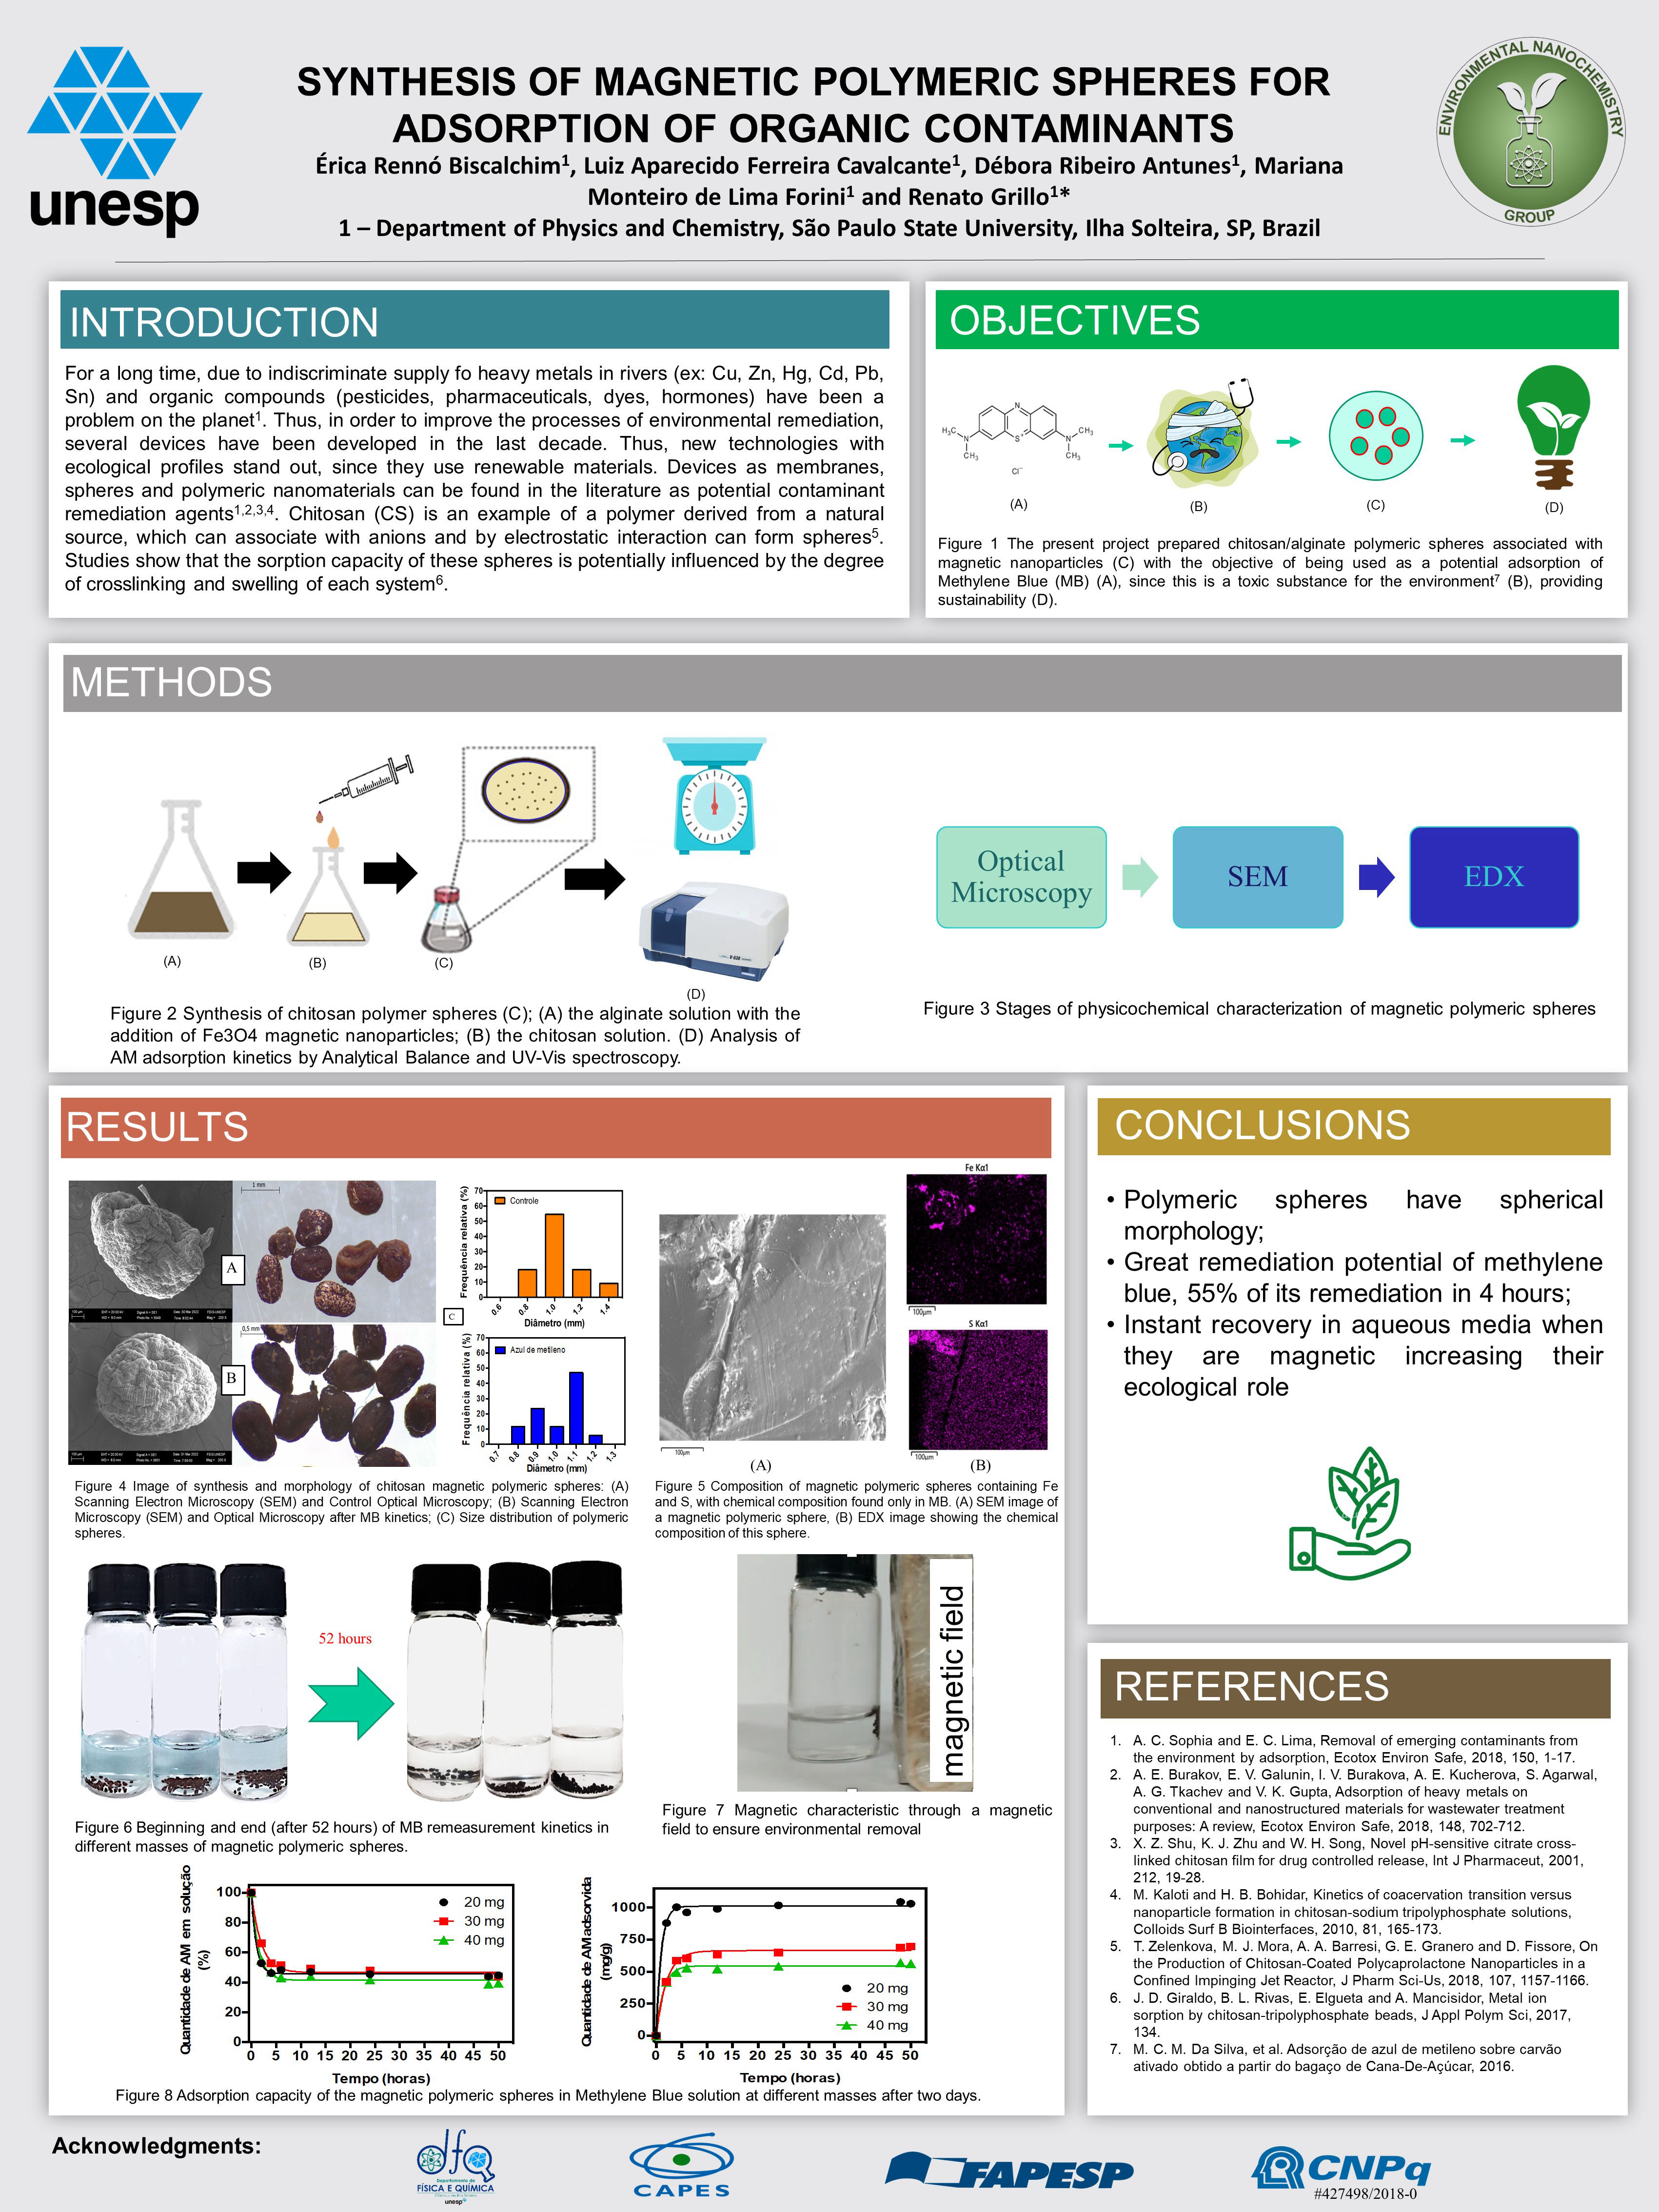 unesp
SYNTHESIS OF MAGNETIC POLYMERIC SPHERES FOR
ADSORPTION OF ORGANIC CONTAMINANTS
Érica Rennó Biscalchim1, Luiz Aparecido Ferreira Cavalcante1, Débora Ribeiro Antunes1, Mariana
Monteiro de Lima Forini1 and Renato Grillo1*
1 – Department of Physics and Chemistry, São Paulo State University, Ilha Solteira, SP, Brazil
ENVIRONMENTAL NANOCHEMISTRY
GROUP
INTRODUCTION
For a long time, due to indiscriminate supply fo heavy metals in rivers (ex: Cu, Zn, Hg, Cd, Pb,
Sn) and organic compounds (pesticides, pharmaceuticals, dyes, hormones) have been a
problem on the planet1. Thus, in order to improve the processes of environmental remediation,
several devices have been developed in the last decade. Thus, new technologies with
ecological profiles stand out, since they use renewable materials. Devices as membranes,
spheres and polymeric nanomaterials can be found in the literature as potential contaminant
remediation agents1,2,3,4. Chitosan (CS) is an example of a polymer derived from a natural
source, which can associate with anions and by electrostatic interaction can form spheres5.
Studies show that the sorption capacity of these spheres is potentially influenced by the degree
of crosslinking and swelling of each system6.
OBJECTIVES
H3C N CH3 N S+ N CH3 CH3 Cl−
(A)
(B)
(C)
(D)
Figure 1 The present project prepared chitosan/alginate polymeric spheres associated with
magnetic nanoparticles (C) with the objective of being used as a potential adsorption of
Methylene Blue (MB) (A), since this is a toxic substance for the environment7 (B), providing
sustainability (D).
METHODS
(A)
(B)
(C)
(D)
Figure 2 Synthesis of chitosan polymer spheres (C); (A) the alginate solution with the
addition of Fe3O4 magnetic nanoparticles; (B) the chitosan solution. (D) Analysis of
AM adsorption kinetics by Analytical Balance and UV-Vis spectroscopy.
Optical
Microscopy
SEM
EDX
Figure 3 Stages of physicochemical characterization of magnetic polymeric spheres
RESULTS
1 mm
A
0,5 mm
B
C
Frequência relativa (%)
70
60
50
40
30
20
10
0
Controle
0.6 0.8 1.0 1.2 1.4
Diâmetro (mm)
Frequência relativa (%)
70
60
50
40
30
20
10
0
Azul de metileno
0.7 0.8 0.9 1.0 1.1 1.2 1.3
Diâmetro (mm)
Figure 4 Image of synthesis and morphology of chitosan magnetic polymeric spheres: (A)
Scanning Electron Microscopy (SEM) and Control Optical Microscopy; (B) Scanning Electron
Microscopy (SEM) and Optical Microscopy after MB kinetics; (C) Size distribution of polymeric
spheres.
Fe Kα1
100µm
S Kα1
100µm
100µm
(A)
(B)
Figure 5 Composition of magnetic polymeric spheres containing Fe
and S, with chemical composition found only in MB. (A) SEM image of
a magnetic polymeric sphere, (B) EDX image showing the chemical
composition of this sphere.
52 hours
Figure 6 Beginning and end (after 52 hours) of MB remeasurement kinetics in
different masses of magnetic polymeric spheres.
magnetic field
Figure 7 Magnetic characteristic through a magnetic
field to ensure environmental removal
Quantidade de AM em solução
(%)
100
80
60
40
20
0
20 mg
30 mg
40 mg
0 5 10 15 20 25 30 35 40 45 50
Tempo (horas)
Quantidade de AM adsorvida
(mg/g)
1000
750
500
250
0
20 mg
30 mg
40 mg
0 5 10 15 20 25 30 35 40 45 50
Tempo (horas)
Figure 8 Adsorption capacity of the magnetic polymeric spheres in Methylene Blue solution at different masses after two days.
CONCLUSIONS
• Polymeric spheres have spherical
morphology;
• Great remediation potential of methylene
blue, 55% of its remediation in 4 hours;
• Instant recovery in aqueous media when
they are magnetic increasing their
ecological role
REFERENCES
1. A. C. Sophia and E. C. Lima, Removal of emerging contaminants from
the environment by adsorption, Ecotox Environ Safe, 2018, 150, 1-17.
2. A. E. Burakov, E. V. Galunin, I. V. Burakova, A. E. Kucherova, S. Agarwal,
A. G. Tkachev and V. K. Gupta, Adsorption of heavy metals on
conventional and nanostructured materials for wastewater treatment
purposes: A review, Ecotox Environ Safe, 2018, 148, 702-712.
3. X. Z. Shu, K. J. Zhu and W. H. Song, Novel pH-sensitive citrate cross-
linked chitosan film for drug controlled release, Int J Pharmaceut, 2001,
212, 19-28.
4. M. Kaloti and H. B. Bohidar, Kinetics of coacervation transition versus
nanoparticle formation in chitosan-sodium tripolyphosphate solutions,
Colloids Surf B Biointerfaces, 2010, 81, 165-173.
5. T. Zelenkova, M. J. Mora, A. A. Barresi, G. E. Granero and D. Fissore, On
the Production of Chitosan-Coated Polycaprolactone Nanoparticles in a
Confined Impinging Jet Reactor, J Pharm Sci-Us, 2018, 107, 1157-1166.
6. J. D. Giraldo, B. L. Rivas, E. Elgueta and A. Mancisidor, Metal ion
sorption by chitosan-tripolyphosphate beads, J Appl Polym Sci, 2017,
134.
7. M. C. M. Da Silva, et al. Adsorção de azul de metileno sobre carvão
ativado obtido a partir do bagaço de Cana-De-Açúcar, 2016.
Acknowledgments:
dfq
Departamento de
FÍSICA E QUÍMICA
unesp
CAPES
FAPESP
CNPq
#427498/2018-0